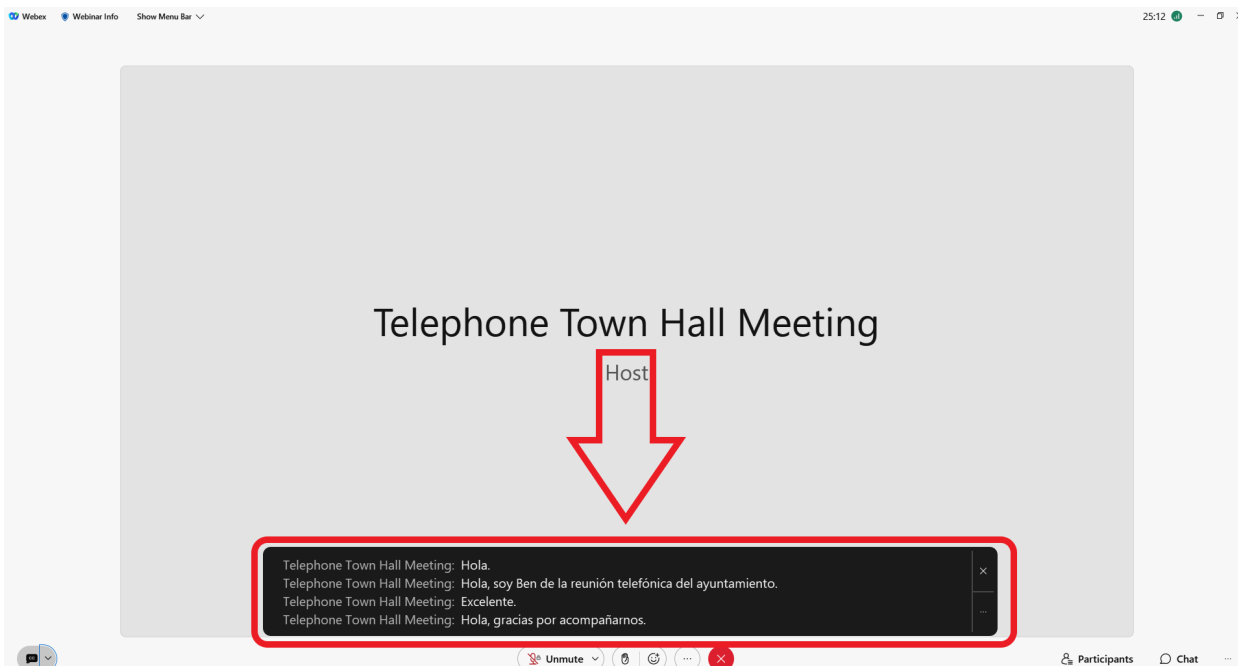 Webex Webinar Info Show Menu Bar 25:12
Telephone Town Hall Meeting
Host
Telephone Town Hall Meeting: Hola.
Telephone Town Hall Meeting: Hola, soy Ben de la reunión telefónica del ayuntamiento.
Telephone Town Hall Meeting: Excelente.
Telephone Town Hall Meeting: Hola, gracias por acompañarnos.
Unmute Participants Chat